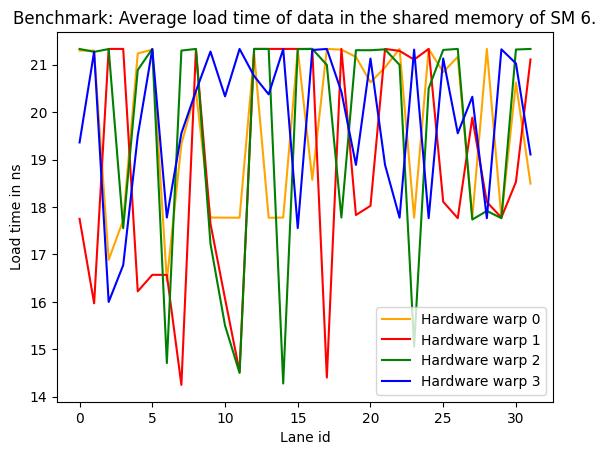 Benchmark: Average load time of data in the shared memory of SM 6.
Load time in ns
21
20
19
18
17
16
15
14
Hardware warp 0
Hardware warp 1
Hardware warp 2
Hardware warp 3
0 5 10 15 20 25 30
Lane id